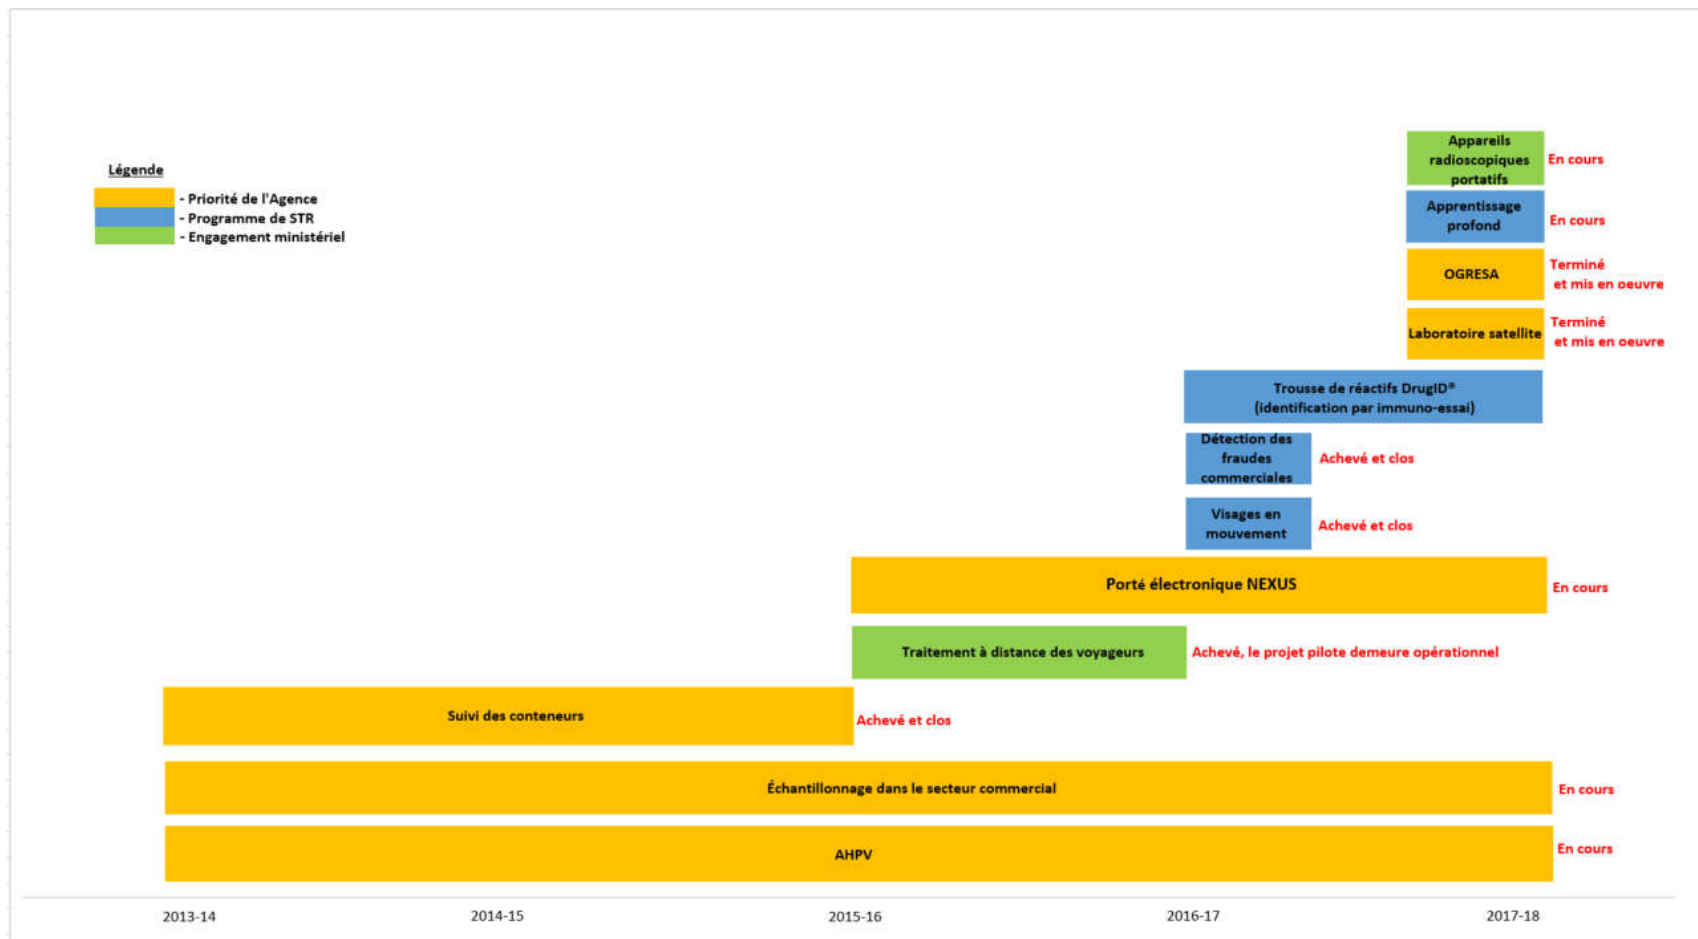 Légende
- Priorité de l'Agence
- Programme de STR
- Engagement ministériel
Appareils
radioscopiques
portatifs
En cours
Apprentissage
profond
En cours
OGRESA
Terminé
et mis en oeuvre
Laboratoire satellite
Terminé
et mis en oeuvre
Trousse de réactifs DrugID®
(identification par immuno-essai)
Détection des
fraudes
commerciales
Achevé et clos
Visages en
mouvement
Achevé et clos
Porté électronique NEXUS
En cours
Traitement à distance des voyageurs
Achevé, le projet pilote demeure opérationnel
Suivi des conteneurs
Achevé et clos
Échantillonnage dans le secteur commercial
En cours
AHPV
En cours
2013-14
2014-15
2015-16
2016-17
2017-18